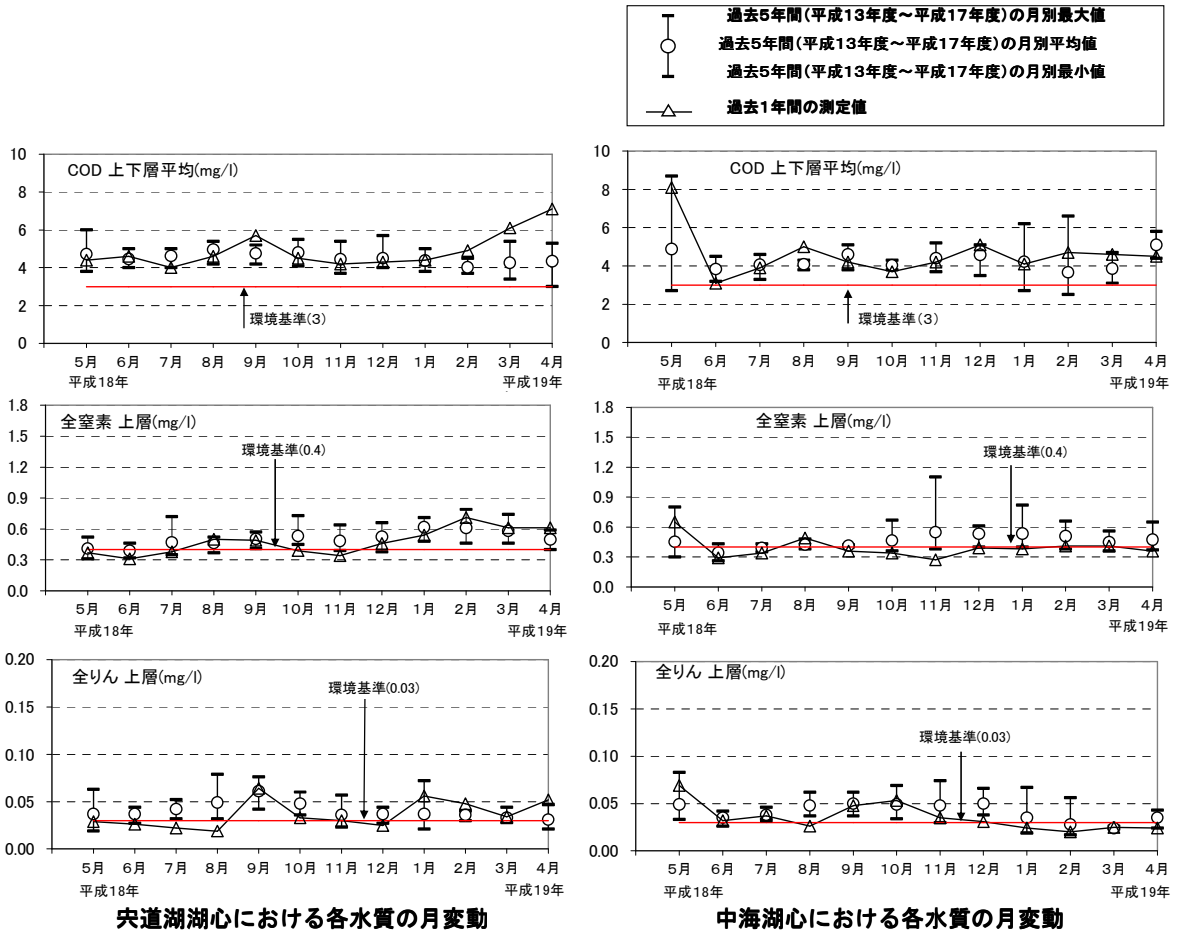 過去5年間(平成13年度～平成17年度)の月別最大値
過去5年間(平成13年度～平成17年度)の月別平均値
過去5年間(平成13年度～平成17年度)の月別最小値
過去1年間の測定値
COD 上下層平均(mg/l)
10
8
6
4
2
0
環境基準(3)
5月 6月 7月 8月 9月 10月 11月 12月 1月 2月 3月 4月
平成18年 平成19年
全窒素 上層(mg/l)
1.8
1.5
1.2
0.9
0.6
0.3
0.0
環境基準(0.4)
5月 6月 7月 8月 9月 10月 11月 12月 1月 2月 3月 4月
平成18年 平成19年
全りん 上層(mg/l)
0.20
0.15
0.10
0.05
0.00
環境基準(0.03)
5月 6月 7月 8月 9月 10月 11月 12月 1月 2月 3月 4月
平成18年 平成19年
宍道湖湖心における各水質の月変動
COD 上下層平均(mg/l)
10
8
6
4
2
0
環境基準(3)
5月 6月 7月 8月 9月 10月 11月 12月 1月 2月 3月 4月
平成18年 平成19年
全窒素 上層(mg/l)
1.8
1.5
1.2
0.9
0.6
0.3
0.0
環境基準(0.4)
5月 6月 7月 8月 9月 10月 11月 12月 1月 2月 3月 4月
平成18年 平成19年
全りん 上層(mg/l)
0.20
0.15
0.10
0.05
0.00
環境基準(0.03)
5月 6月 7月 8月 9月 10月 11月 12月 1月 2月 3月 4月
平成18年 平成19年
中海湖心における各水質の月変動